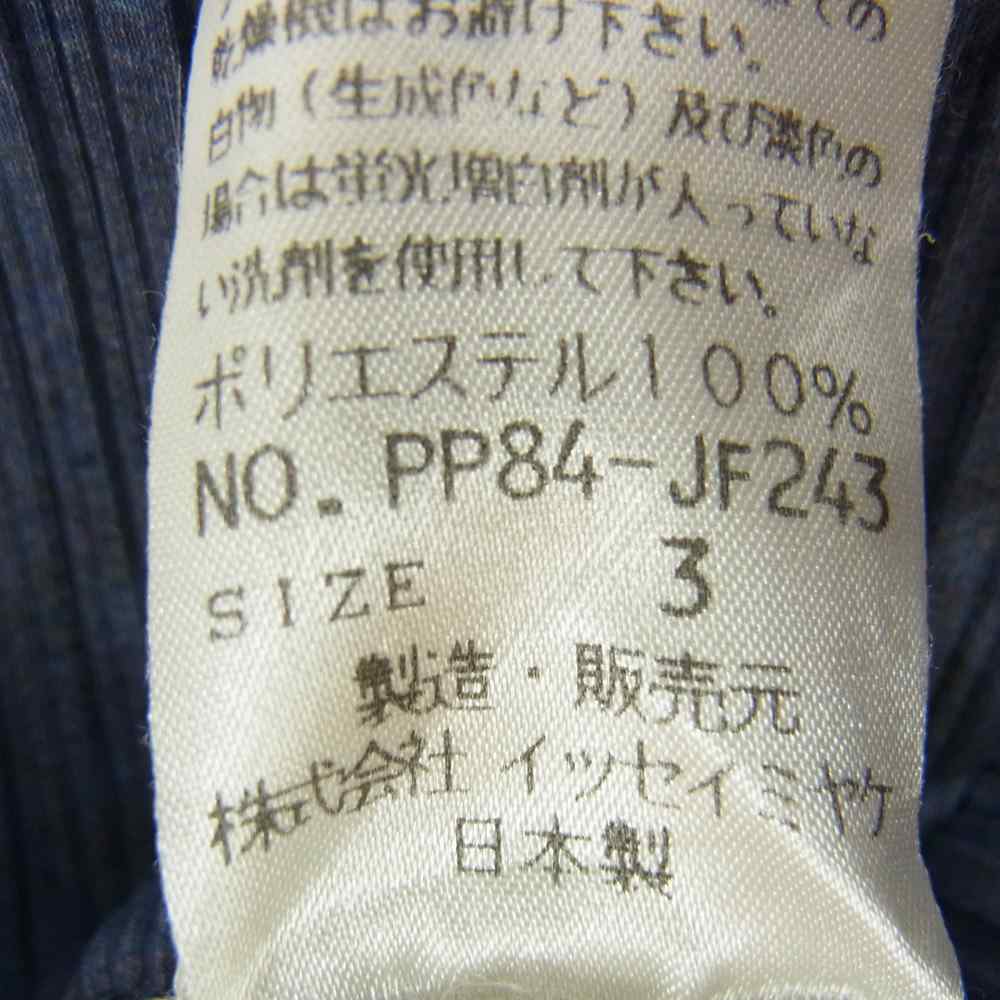 ての
乾燥機はお避け下さい。
白物（生成色など）及び淡色の
場合は蛍光増白剤が入っていな
い洗剤を使用して下さい。
ポリエステル100%
NO. PP84-JF243
SIZE 3
製造・販売元
株式会社 イッセイミヤケ
日本製